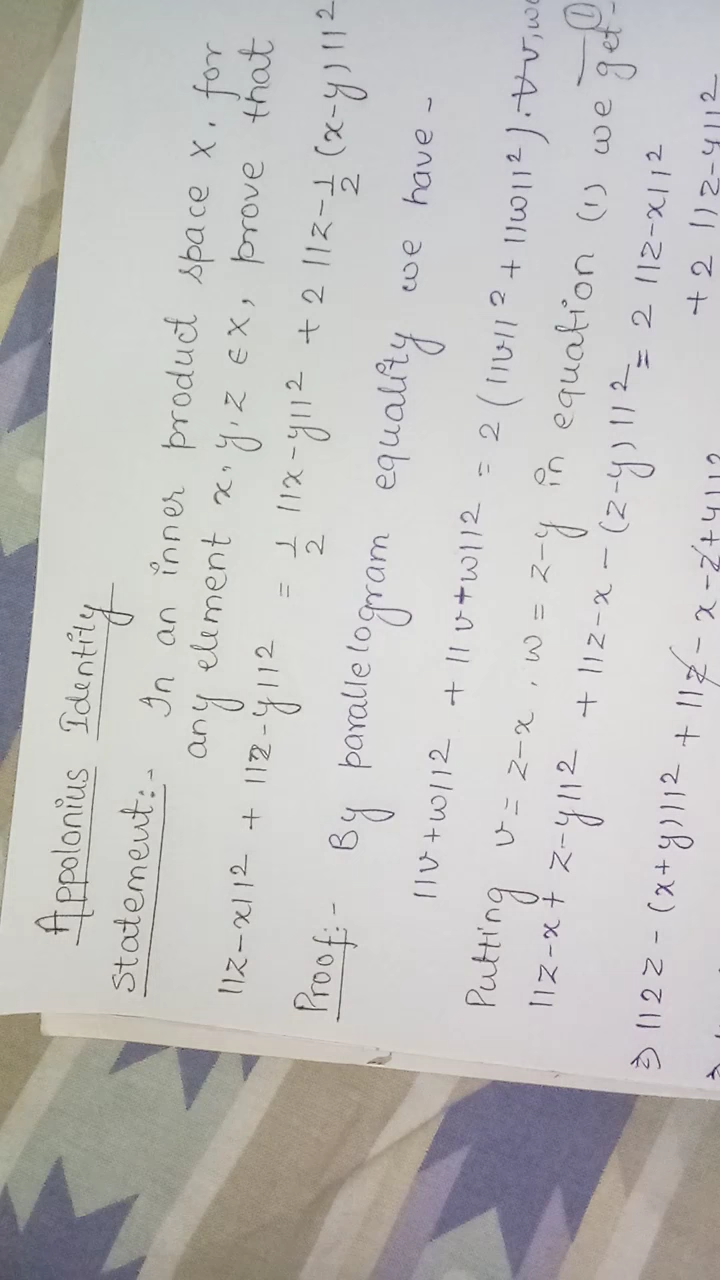 Appolonius Identity
Statement:- In an inner product space X, for
any element x, y, z ∈ X, prove that
||z-x||2 + ||z-y||2 = 1/2 ||x-y||2 + 2 ||z-1/2 (x-y)||2
Proof:- By parallelogram equality we have -
||v+w||2 + ||v+w||2 = 2 (||v||2 + ||w||2). ∀ v, w
①
Putting v = z-x, w = z-y in equation (1) we get -
||z-x + z-y||2 + ||z-x - (z-y)||2 = 2 ||z-x||2
+ 2 ||z-y||2
⇒ ||2z - (x+y)||2 + ||z - x - z + y||2